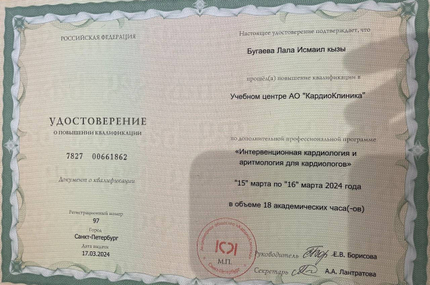 РОССИЙСКАЯ ФЕДЕРАЦИЯ
УДОСТОВЕРЕНИЕ
О ПОВЫШЕНИИ КВАЛИФИКАЦИИ
7827 00661862
Документ о квалификации
Регистрационный номер
97
Город
Санкт-Петербург
Дата выдачи
17.03.2024
Настоящее удостоверение подтверждает, что
Бугаева Лала Исмаил кызы
прошёл(а) повышение квалификации в
Учебном центре АО "КардиоКлиника"
по дополнительной профессиональной программе
«Интервенционная кардиология и
аритмология для кардиологов»
"15" марта по "16" марта 2024 года
в объеме 18 академических часа(-ов)
М.П.
Руководитель Е.В. Борисова
Секретарь А.А. Лантратова